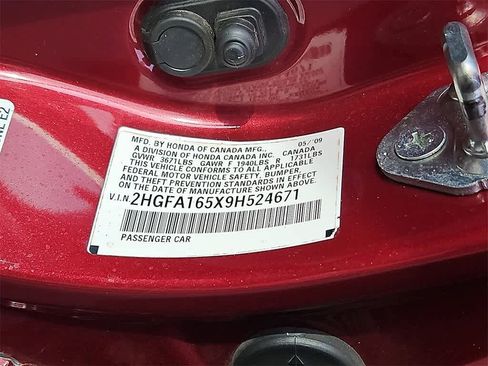 MFD. BY HONDA OF CANADA MFG., 05/'09
A DIVISION OF HONDA CANADA INC. CANADA
GVWR 3671LBS GAWR F 1940LBS R 1731LBS
THIS VEHICLE CONFORMS TO ALL APPLICABLE
FEDERAL MOTOR VEHICLE SAFETY, BUMPER,
AND THEFT PREVENTION STANDARDS IN EFFECT
ON THE DATE OF MANUFACTURE SHOWN ABOVE.
V.I.N. 2HGFA165X9H524671
PASSENGER CAR